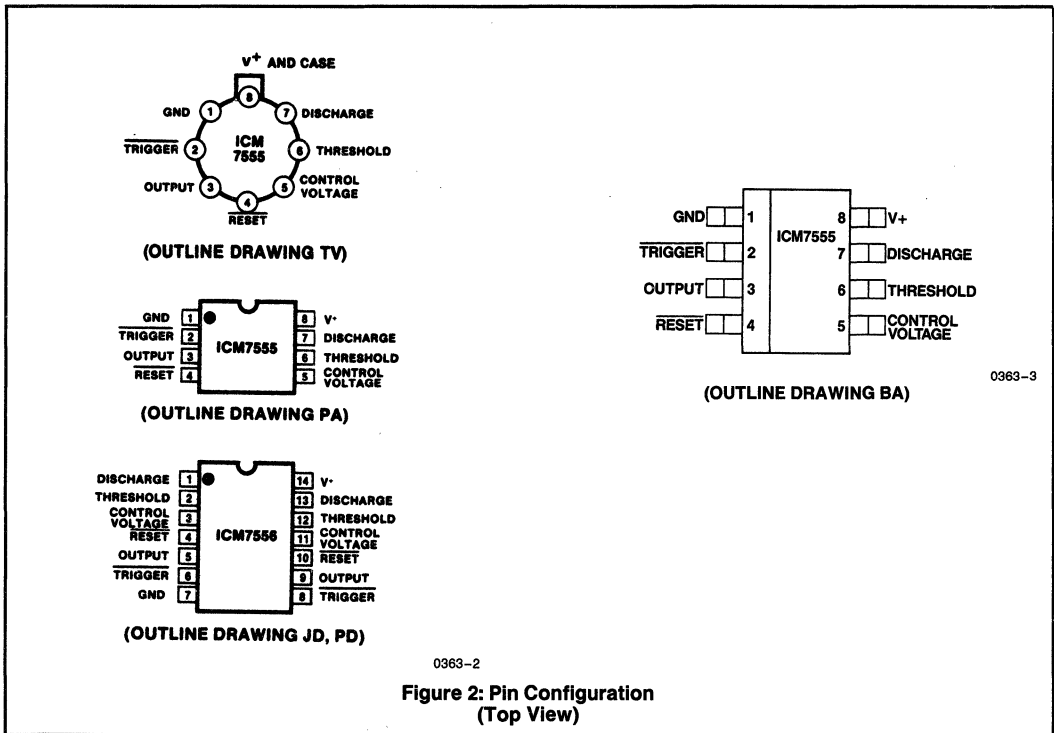 V+ AND CASE
8
GND 1 7 DISCHARGE
ICM
7555
TRIGGER 2 6 THRESHOLD
OUTPUT 3 5 CONTROL
VOLTAGE
4
RESET
(OUTLINE DRAWING TV)
GND 1 8 V+
TRIGGER 2 7 DISCHARGE
ICM7555
OUTPUT 3 6 THRESHOLD
RESET 4 5 CONTROL
VOLTAGE
(OUTLINE DRAWING PA)
DISCHARGE 1 14 V+
THRESHOLD 2 13 DISCHARGE
CONTROL
VOLTAGE 3 12 THRESHOLD
RESET 4 11 CONTROL
VOLTAGE
ICM7556
OUTPUT 5 10 RESET
TRIGGER 6 9 OUTPUT
GND 7 8 TRIGGER
(OUTLINE DRAWING JD, PD)
0363-2
GND 1 8 V+
ICM7555
TRIGGER 2 7 DISCHARGE
OUTPUT 3 6 THRESHOLD
RESET 4 5 CONTROL
VOLTAGE
0363-3
(OUTLINE DRAWING BA)
Figure 2: Pin Configuration
(Top View)